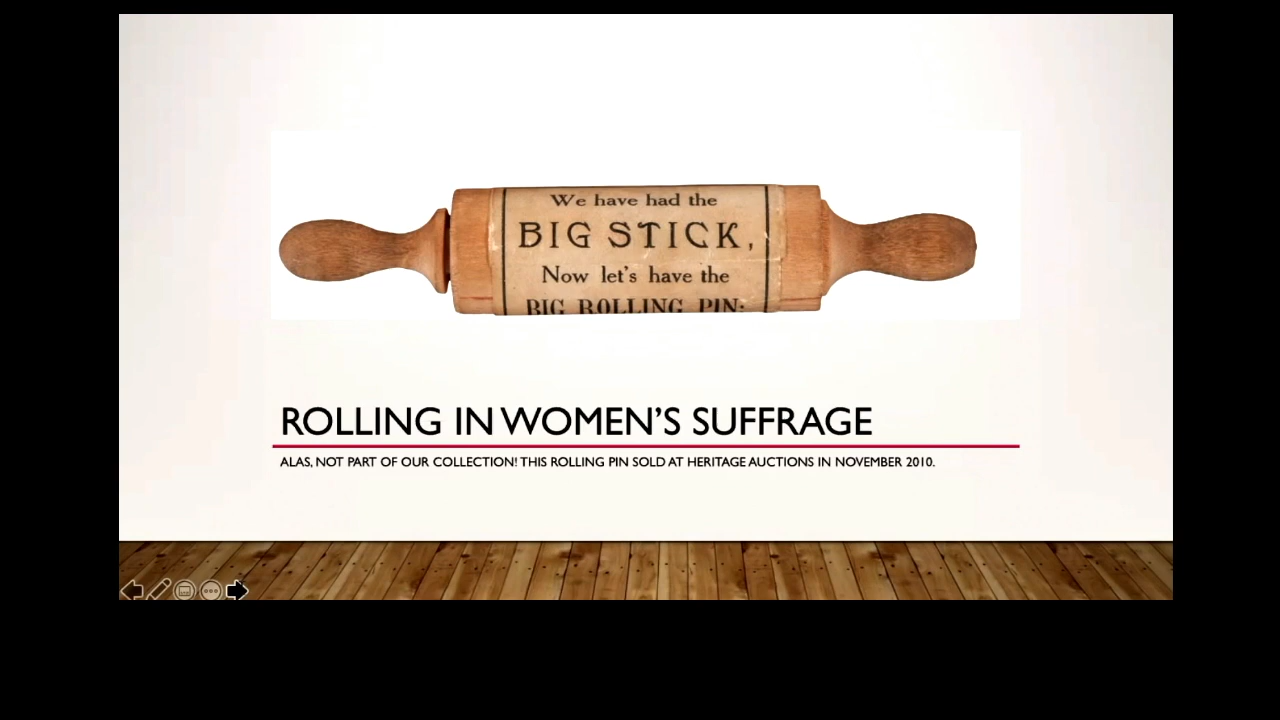 We have had the
BIG STICK,
Now let's have the
BIG ROLLING PIN:
ROLLING IN WOMEN'S SUFFRAGE
ALAS, NOT PART OF OUR COLLECTION! THIS ROLLING PIN SOLD AT HERITAGE AUCTIONS IN NOVEMBER 2010.